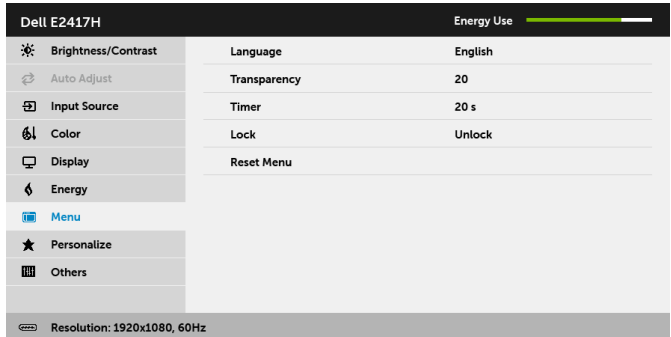 Dell E2417H Energy Use
Brightness/Contrast Language English
Auto Adjust Transparency 20
Input Source Timer 20 s
Color Lock Unlock
Display Reset Menu
Energy
Menu
Personalize
Others
Resolution: 1920x1080, 60Hz